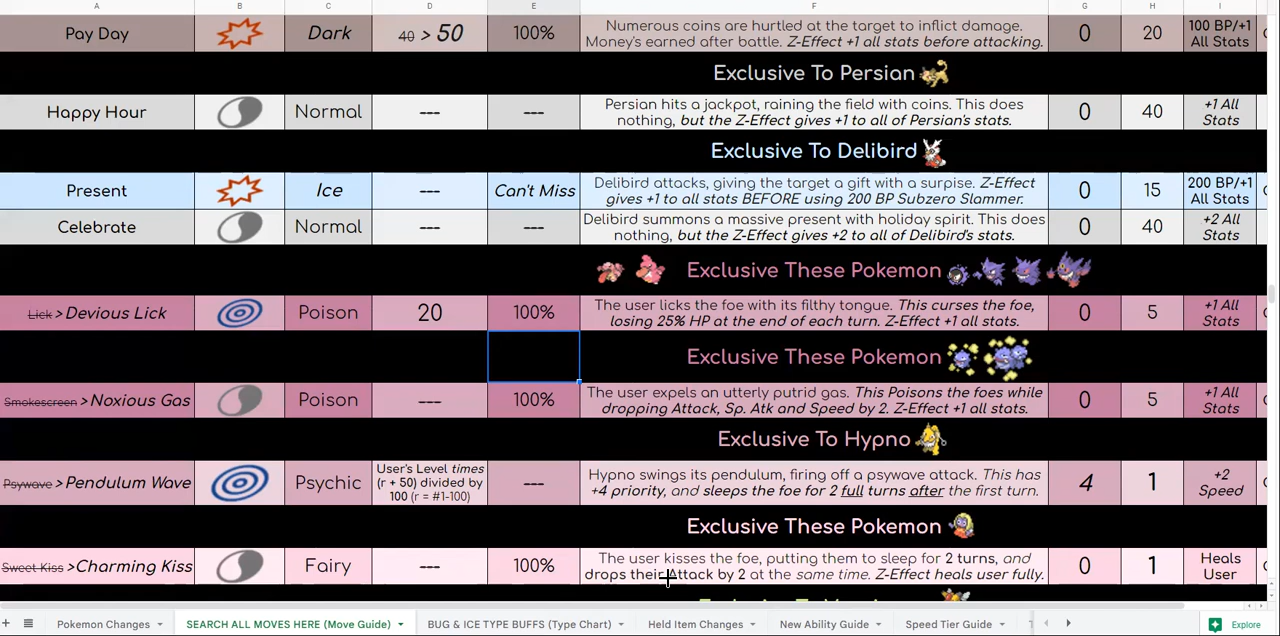 A B C D E F G H I
Pay Day Dark 40 > 50 100% Numerous coins are hurtled at the target to inflict damage. 0 20 100 BP/+1
Money's earned after battle. Z-Effect +1 all stats before attacking. All Stats
Exclusive To Persian
Happy Hour Normal --- --- Persian hits a jackpot, raining the field with coins. This does 0 40 +1 All
nothing, but the Z-Effect gives +1 to all of Persian's stats. Stats
Exclusive To Delibird
Present Ice --- Can't Miss Delibird attacks, giving the target a gift with a surprise. Z-Effect 0 15 200 BP/+1
gives +1 to all stats BEFORE using 200 BP Subzero Slammer. All Stats
Celebrate Normal --- --- Delibird summons a massive present with holiday spirit. This does 0 40 +2 All
nothing, but the Z-Effect gives +2 to all of Delibird's stats. Stats
Exclusive These Pokemon
Lick >Devious Lick Poison 20 100% The user licks the foe with its filthy tongue. This curses the foe, 0 5 +1 All
losing 25% HP at the end of each turn. Z-Effect +1 all stats. Stats
Exclusive These Pokemon
Smokescreen >Noxious Gas Poison --- 100% The user expels an utterly putrid gas. This Poisons the foes while 0 5 +1 All
dropping Attack, Sp. Atk and Speed by 2. Z-Effect +1 all stats. Stats
Exclusive To Hypno
Psywave >Pendulum Wave Psychic User's Level times --- Hypno swings its pendulum, firing off a psywave attack. This has 4 1 +2
(r + 50) divided by +4 priority, and sleeps the foe for 2 full turns after the first turn. Speed
100 (r = #1-100)
Exclusive These Pokemon
Sweet Kiss >Charming Kiss Fairy --- 100% The user kisses the foe, putting them to sleep for 2 turns, and 0 1 Heals
drops their Attack by 2 at the same time. Z-Effect heals user fully. User
Pokemon Changes SEARCH ALL MOVES HERE (Move Guide) BUG & ICE TYPE BUFFS (Type Chart) Held Item Changes New Ability Guide Speed Tier Guide Explore